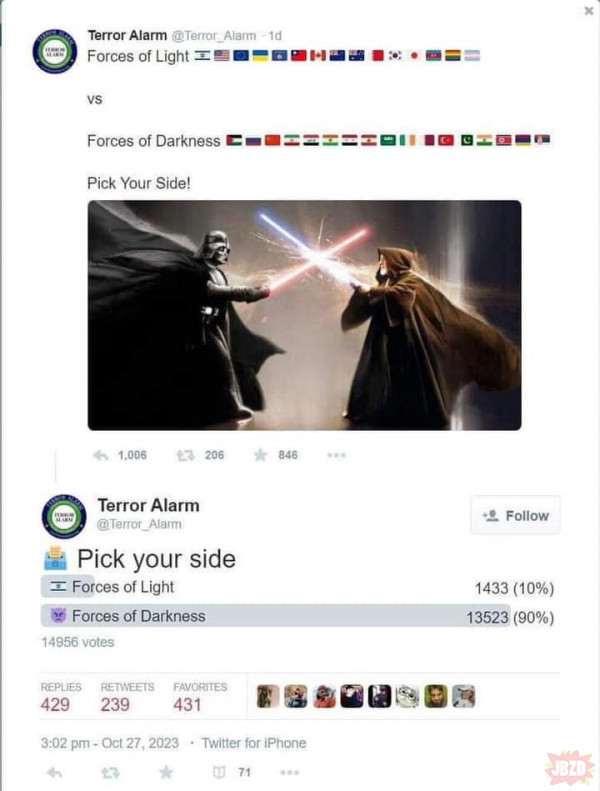 Terror Alarm @Terror_Alarm · 1d
Forces of Light 🇮🇱
vs
Forces of Darkness
Pick Your Side!
1,006 206 846
TERROR ALARM
Terror Alarm
@Terror_Alarm
Follow
Pick your side
Forces of Light 1433 (10%)
Forces of Darkness 13523 (90%)
14956 votes
REPLIES RETWEETS FAVORITES
429 239 431
3:02 pm - Oct 27, 2023 · Twitter for iPhone
71
JBZD